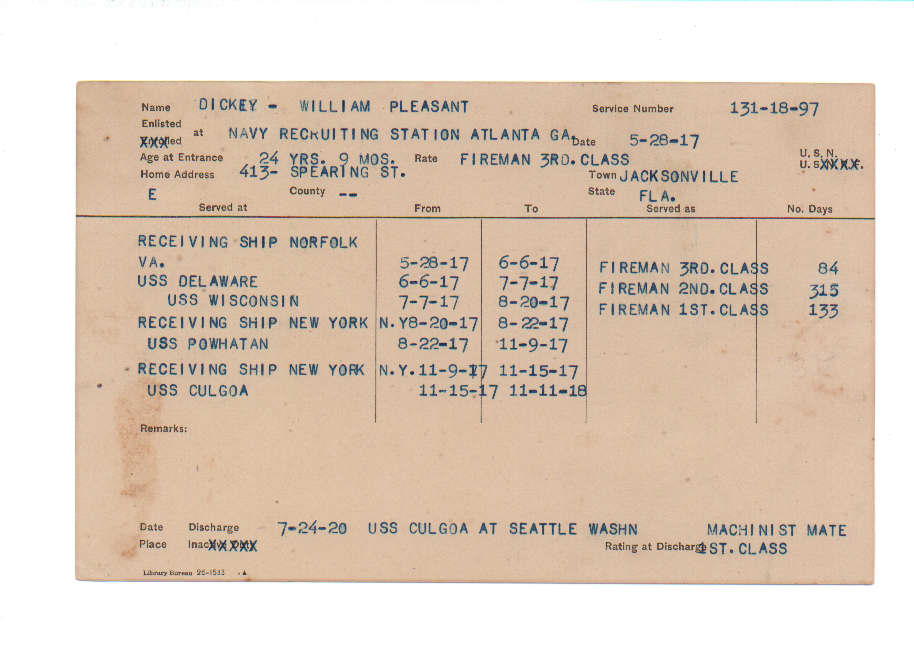 Name DICKEY - WILLIAM PLEASANT Service Number 131-18-97
Enlisted
Enrolled at NAVY RECRUITING STATION ATLANTA GA. Date 5-28-17
Age at Entrance 24 YRS. 9 MOS. Rate FIREMAN 3RD. CLASS U. S. N.
Home Address 413- SPEARING ST. Town JACKSONVILLE U. S.XXXX.
E County -- State FLA.
Served at From To Served as No. Days
RECEIVING SHIP NORFOLK
VA. 5-28-17 6-6-17 FIREMAN 3RD.CLASS 84
USS DELAWARE 6-6-17 7-7-17 FIREMAN 2ND.CLASS 315
USS WISCONSIN 7-7-17 8-20-17 FIREMAN 1ST.CLASS 133
RECEIVING SHIP NEW YORK N.Y8-20-17 8-22-17
USS POWHATAN 8-22-17 11-9-17
RECEIVING SHIP NEW YORK N.Y.11-9-17 11-15-17
USS CULGOA 11-15-17 11-11-18
Remarks:
Date Discharge 7-24-20 USS CULGOA AT SEATTLE WASHN MACHINIST MATE
Place InacXXXXX Rating at Discharge 1ST.CLASS
Library Bureau 25-1533 A